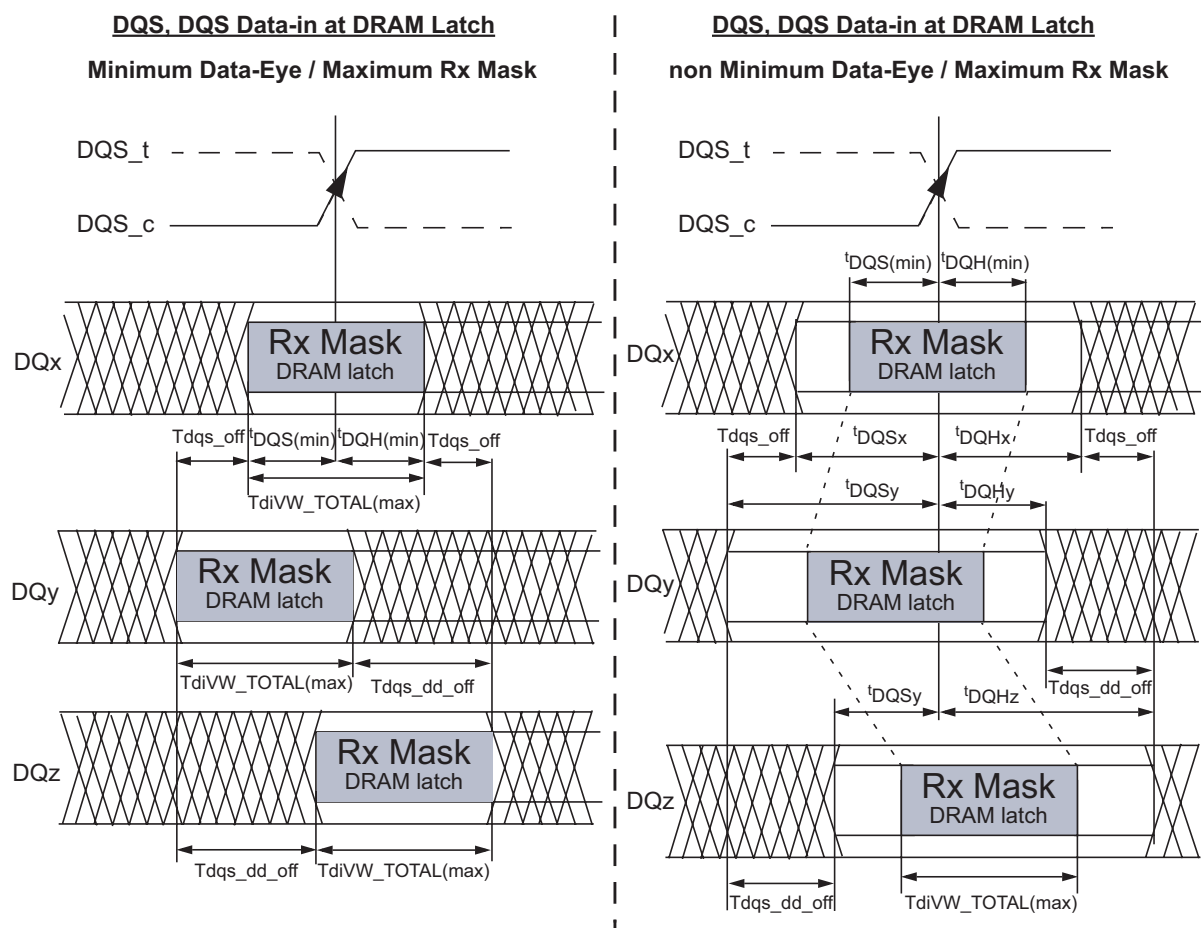 DQS, DQS Data-in at DRAM Latch
Minimum Data-Eye / Maximum Rx Mask
DQS_t
DQS_c
DQx
Rx Mask
DRAM latch
Tdqs_off
tDQS(min)
tDQH(min)
Tdqs_off
TdiVW_TOTAL(max)
DQy
Rx Mask
DRAM latch
TdiVW_TOTAL(max)
Tdqs_dd_off
DQz
Rx Mask
DRAM latch
Tdqs_dd_off
TdiVW_TOTAL(max)
DQS, DQS Data-in at DRAM Latch
non Minimum Data-Eye / Maximum Rx Mask
DQS_t
DQS_c
tDQS(min)
tDQH(min)
DQx
Rx Mask
DRAM latch
Tdqs_off
tDQSx
tDQHx
Tdqs_off
tDQSy
tDQHy
DQy
Rx Mask
DRAM latch
Tdqs_dd_off
tDQSy
tDQHz
DQz
Rx Mask
DRAM latch
Tdqs_dd_off
TdiVW_TOTAL(max)